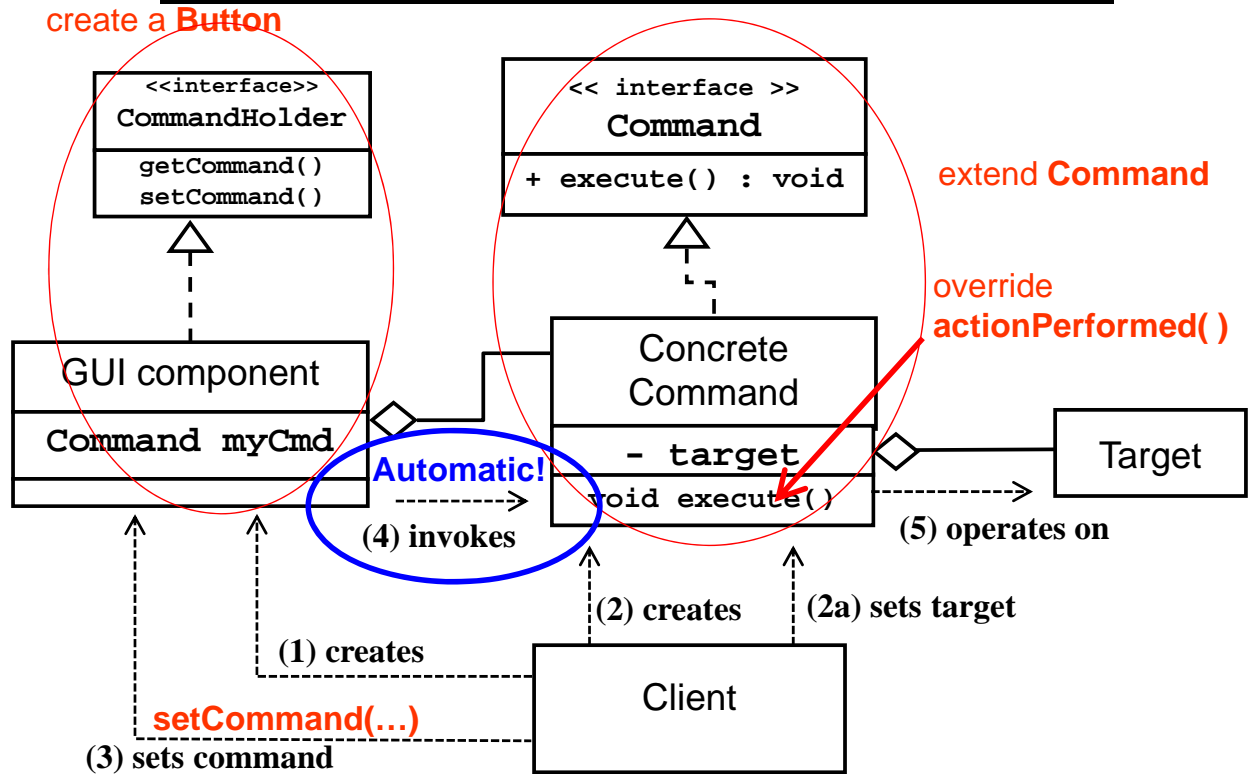 create a Button
<<interface>>
CommandHolder
getCommand()
setCommand()
<< interface >>
Command
+ execute() : void
extend Command
override
actionPerformed( )
GUI component
Command myCmd
Concrete
Command
- target
void execute()
Target
Automatic!
(4) invokes
(5) operates on
(2) creates
(2a) sets target
(1) creates
Client
setCommand(…)
(3) sets command